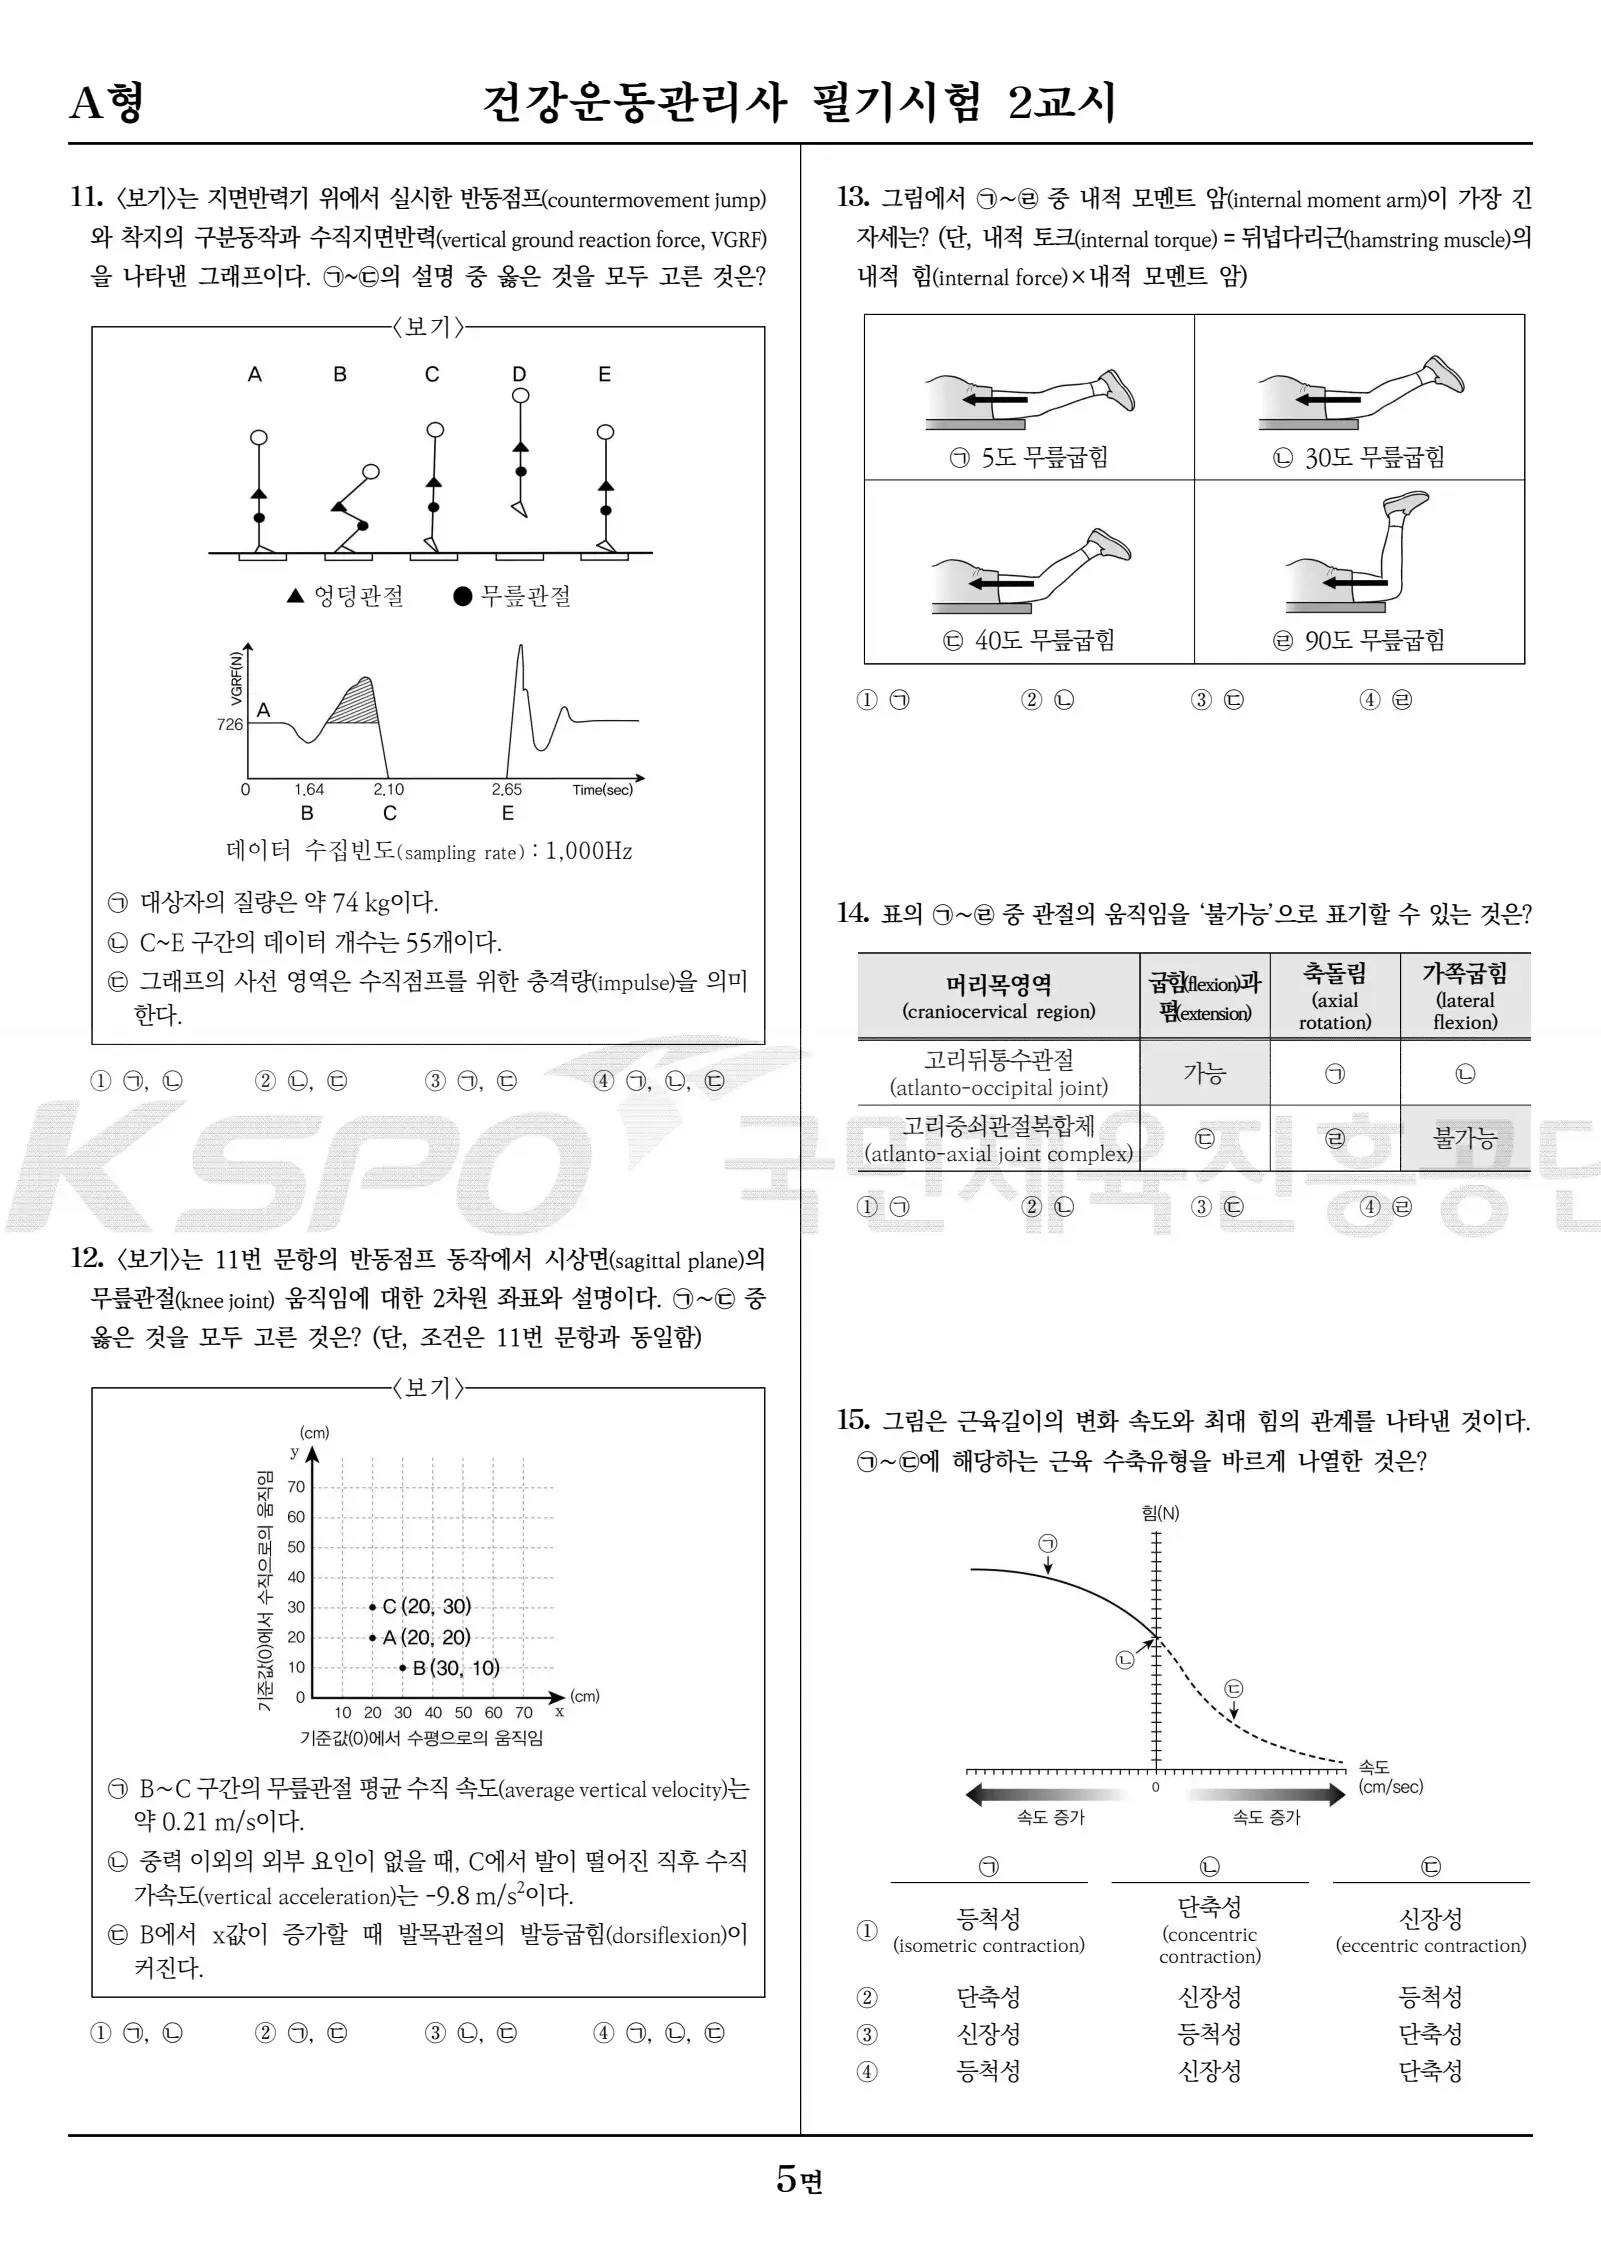 A형
건강운동관리사 필기시험 2교시
11. <보기>는 지면반력기 위에서 실시한 반동점프(countermovement jump)
와 착지의 구분동작과 수직지면반력(vertical ground reaction force, VGRF)
을 나타낸 그래프이다. ㉠~㉢의 설명 중 옳은 것을 모두 고른 것은?
<보기>
A B C D E
▲ 엉덩관절 ● 무릎관절
VGRF(N)
A
726
0 1.64 2.10 2.65 Time(sec)
B C E
데이터 수집빈도(sampling rate) : 1,000Hz
㉠ 대상자의 질량은 약 74 kg이다.
㉡ C~E 구간의 데이터 개수는 55개이다.
㉢ 그래프의 사선 영역은 수직점프를 위한 충격량(impulse)을 의미
한다.
① ㉠, ㉡ ② ㉡, ㉢ ③ ㉠, ㉢ ④ ㉠, ㉡, ㉢
12. <보기>는 11번 문항의 반동점프 동작에서 시상면(sagittal plane)의
무릎관절(knee joint) 움직임에 대한 2차원 좌표와 설명이다. ㉠~㉢ 중
옳은 것을 모두 고른 것은? (단, 조건은 11번 문항과 동일함)
<보기>
(cm)
y
기준값(0)에서 수직으로의 움직임
70
60
50
40
30
20
10
0
C (20, 30)
A (20, 20)
B (30, 10)
10 20 30 40 50 60 70 x (cm)
기준값(0)에서 수평으로의 움직임
㉠ B~C 구간의 무릎관절 평균 수직 속도(average vertical velocity)는
약 0.21 m/s이다.
㉡ 중력 이외의 외부 요인이 없을 때, C에서 발이 떨어진 직후 수직
가속도(vertical acceleration)는 -9.8 m/s²이다.
㉢ B에서 x값이 증가할 때 발목관절의 발등굽힘(dorsiflexion)이
커진다.
① ㉠, ㉡ ② ㉠, ㉢ ③ ㉡, ㉢ ④ ㉠, ㉡, ㉢
13. 그림에서 ㉠~㉣ 중 내적 모멘트 암(internal moment arm)이 가장 긴
자세는? (단, 내적 토크(internal torque) = 뒤넙다리근(hamstring muscle)의
내적 힘(internal force)×내적 모멘트 암)
㉠ 5도 무릎굽힘 ㉡ 30도 무릎굽힘
㉢ 40도 무릎굽힘 ㉣ 90도 무릎굽힘
① ㉠ ② ㉡ ③ ㉢ ④ ㉣
14. 표의 ㉠~㉣ 중 관절의 움직임을 ‘불가능’으로 표기할 수 있는 것은?
머리목영역
(craniocervical region)
굽힘(flexion)과
폄(extension)
축돌림
(axial
rotation)
가쪽굽힘
(lateral
flexion)
고리뒤통수관절
(atlanto-occipital joint)
가능 ㉠ ㉡
고리중쇠관절복합체
(atlanto-axial joint complex)
㉢ ㉣ 불가능
① ㉠ ② ㉡ ③ ㉢ ④ ㉣
KSPO 국민체육진흥공단
15. 그림은 근육길이의 변화 속도와 최대 힘의 관계를 나타낸 것이다.
㉠~㉢에 해당하는 근육 수축유형을 바르게 나열한 것은?
힘(N)
㉠
㉡
㉢
0
속도
(cm/sec)
속도 증가 속도 증가
㉠ ㉡ ㉢
① 등척성
(isometric contraction)
단축성
(concentric
contraction)
신장성
(eccentric contraction)
② 단축성 신장성 등척성
③ 신장성 등척성 단축성
④ 등척성 신장성 단축성
5면